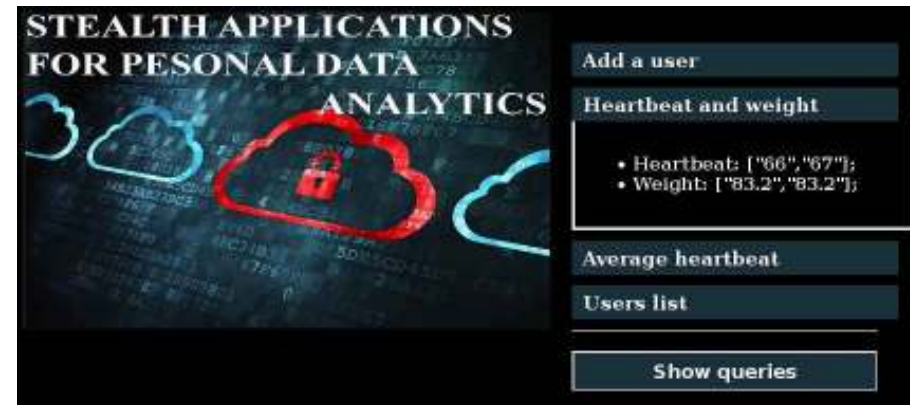 STEALTH APPLICATIONS
FOR PESONAL DATA
ANALYTICS
Add a user
Heartbeat and weight
• Heartbeat: ["66","67"];
• Weight: ["83.2","83.2"];
Average heartbeat
Users list
Show queries